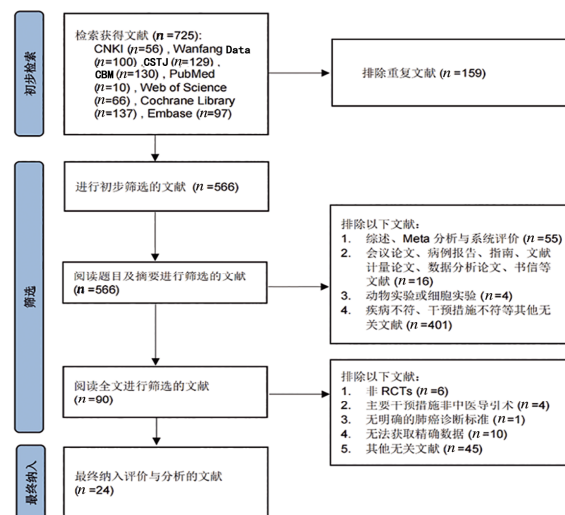 初步检索
检索获得文献 (n =725):
CNKI (n=56) , Wanfang Data
(n=100) ,CSTJ (n=129) ,
CBM (n=130) , PubMed
(n=10) , Web of Science
(n=66) , Cochrane Library
(n=137) , Embase (n=97)
排除重复文献 (n =159)
筛选
进行初步筛选的文献 (n =566)
阅读题目及摘要进行筛选的文献
(n =566)
排除以下文献:
1. 综述、Meta 分析与系统评价 (n =55)
2. 会议论文、病例报告、指南、文献
计量论文、数据分析论文、书信等
文献 (n =16)
3. 动物实验或细胞实验 (n =4)
4. 疾病不符、干预措施不符等其他无
关文献 (n =401)
阅读全文进行筛选的文献
(n =90)
排除以下文献:
1. 非 RCTs (n =6)
2. 主要干预措施非中医导引术 (n =4)
3. 无明确的肺癌诊断标准 (n =1)
4. 无法获取精确数据 (n =10)
5. 其他无关文献 (n =45)
最终纳入
最终纳入评价与分析的文献
(n =24)